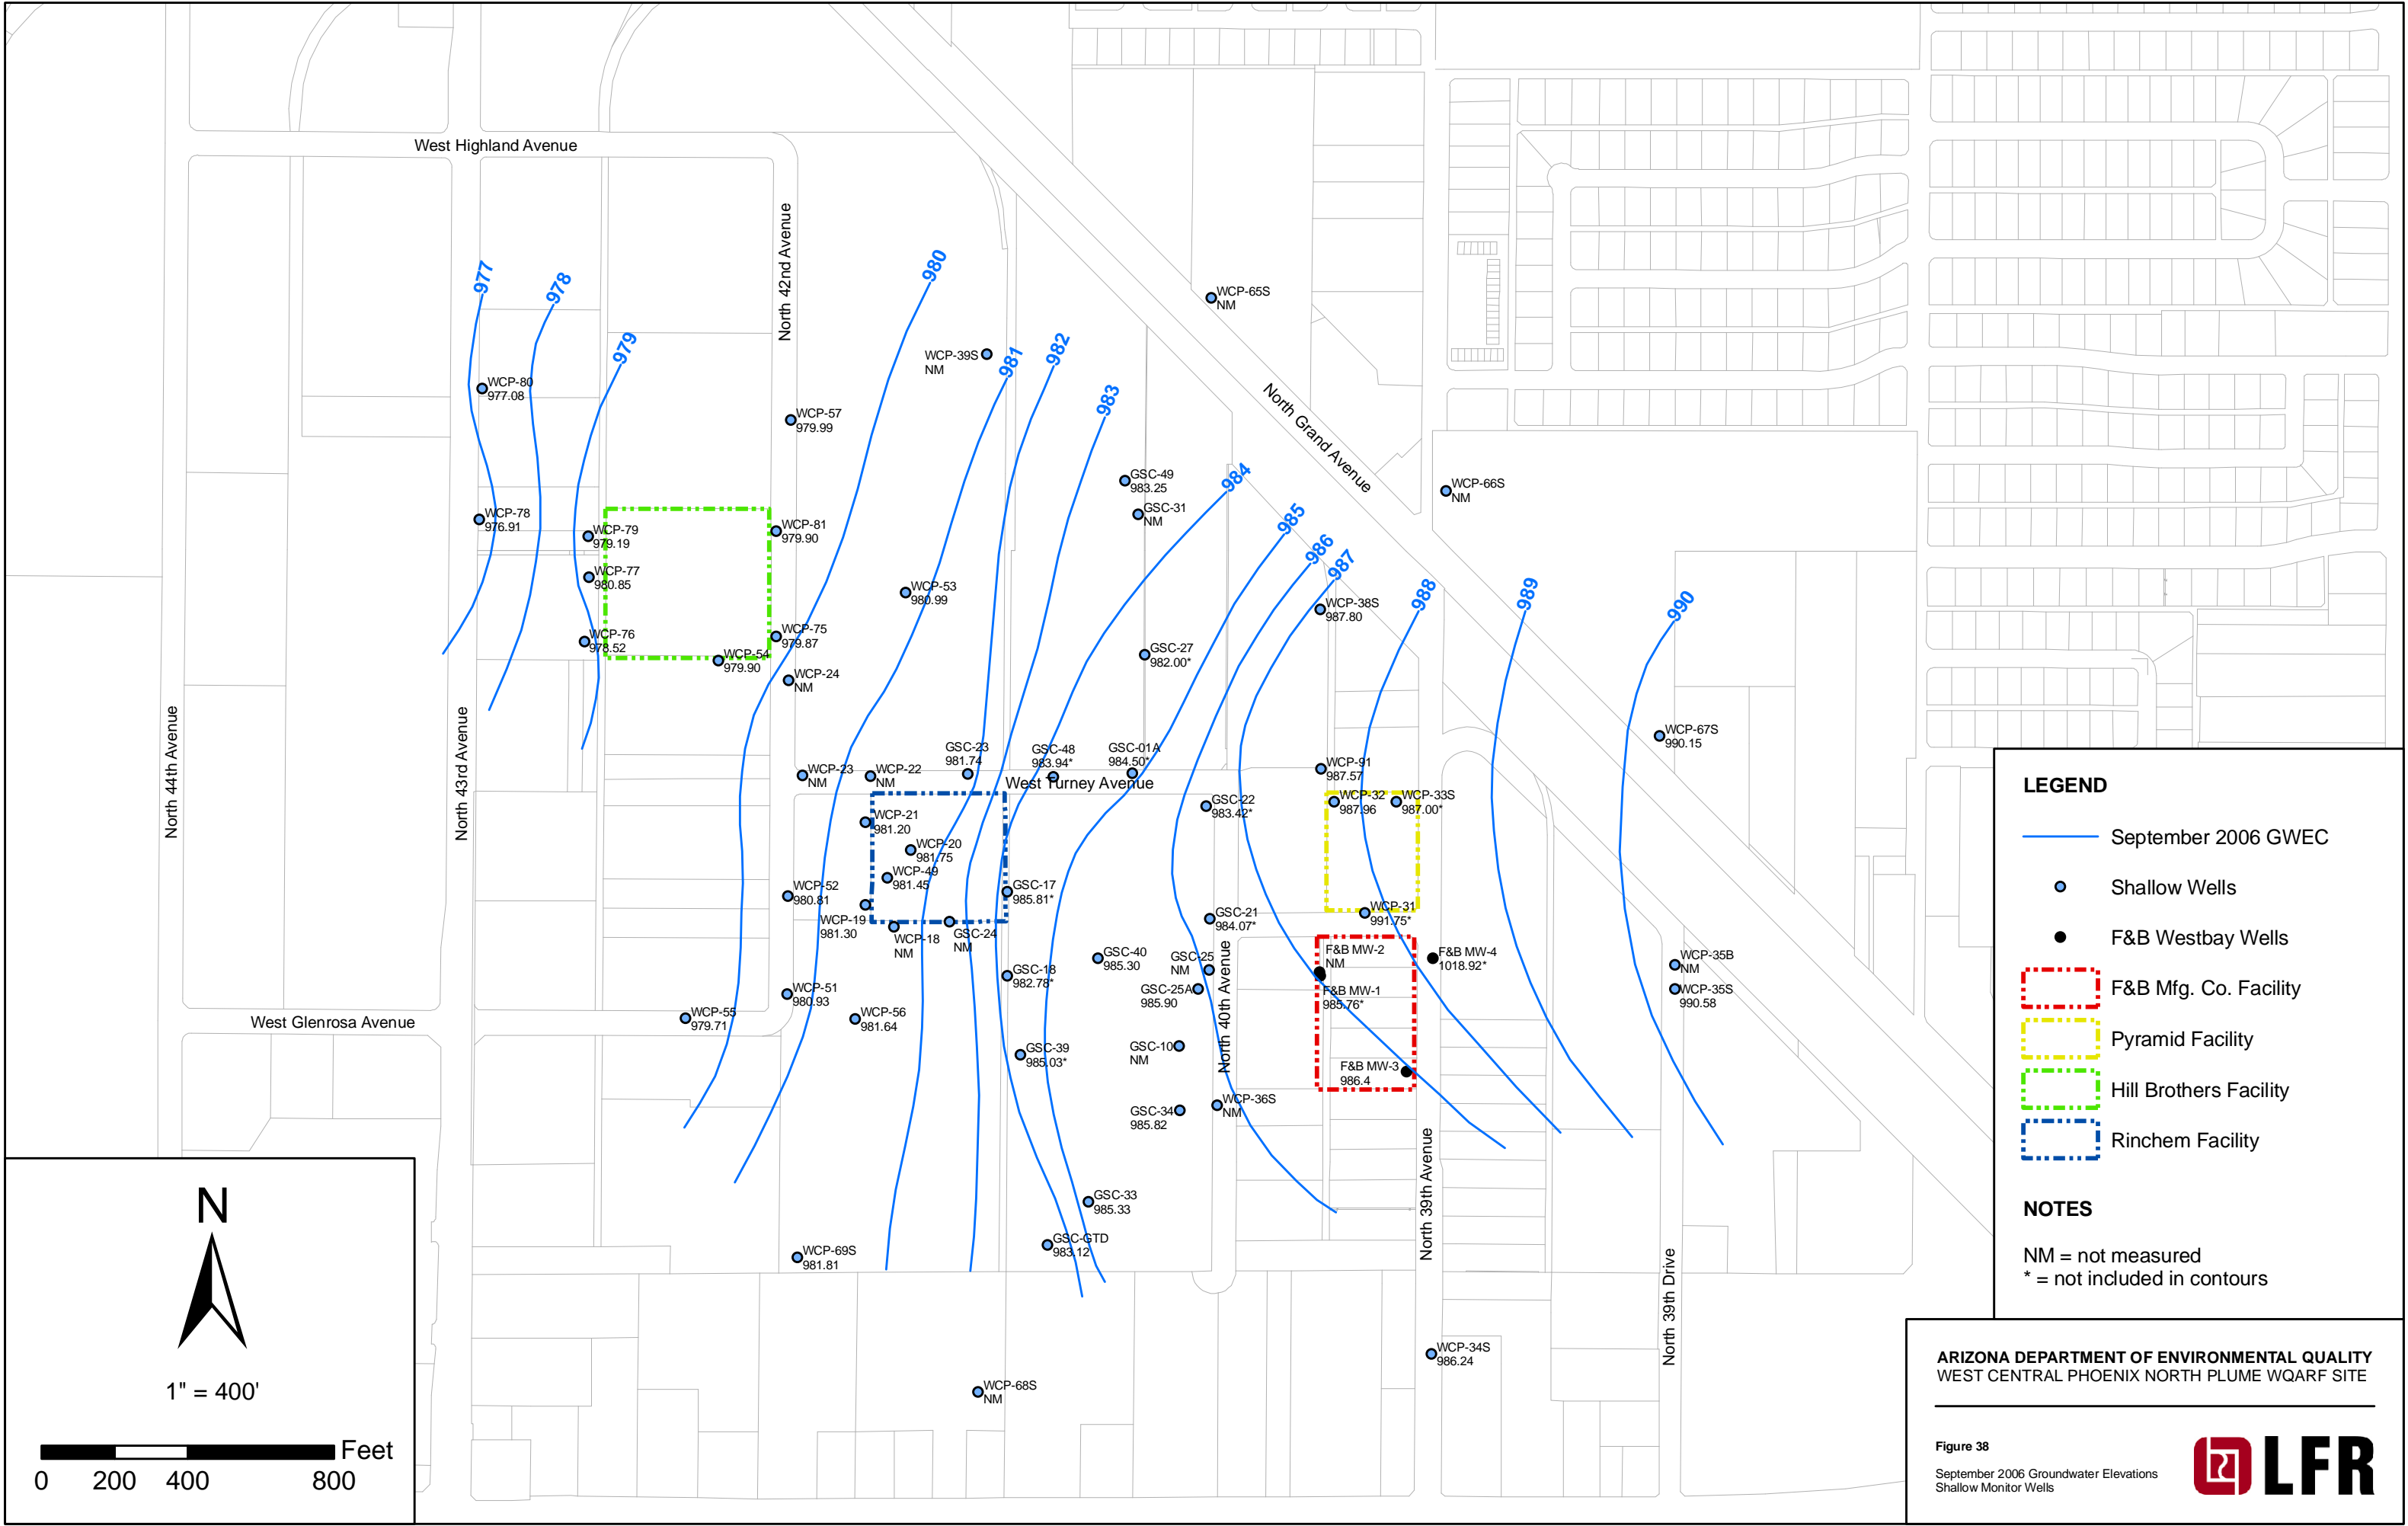 West Highland Avenue
North 42nd Avenue
North Grand Avenue
North 44th Avenue
North 43rd Avenue
West Turney Avenue
West Glenrosa Avenue
North 40th Avenue
North 39th Avenue
North 39th Drive
977
978
979
980
981
982
983
984
985
986
987
988
989
990
WCP-65S
NM
WCP-39S
NM
WCP-80
977.08
WCP-57
979.99
GSC-49
983.25
GSC-31
NM
WCP-66S
NM
WCP-78
976.91
WCP-79
979.19
WCP-81
979.90
WCP-77
980.85
WCP-53
980.99
WCP-38S
987.80
WCP-76
978.52
WCP-75
979.87
WCP-54
979.90
GSC-27
982.00*
WCP-24
NM
WCP-67S
990.15
GSC-23
981.74
GSC-48
983.94*
GSC-01A
984.50*
WCP-23
NM
WCP-22
NM
WCP-91
987.57
GSC-22
983.42*
WCP-32
987.96
WCP-33S
987.00*
WCP-21
981.20
WCP-20
981.75
WCP-49
981.45
WCP-52
980.81
GSC-17
985.81*
WCP-19
981.30
WCP-18
NM
GSC-24
NM
GSC-21
984.07*
WCP-31
991.75*
GSC-40
985.30
GSC-25
NM
F&B MW-2
NM
F&B MW-4
1018.92*
WCP-35B
NM
GSC-18
982.78*
GSC-25A
985.90
F&B MW-1
985.76*
WCP-35S
990.58
WCP-51
980.93
WCP-55
979.71
WCP-56
981.64
GSC-39
985.03*
GSC-10
NM
F&B MW-3
986.4
GSC-34
985.82
WCP-36S
NM
GSC-33
985.33
GSC-GTD
983.12
WCP-69S
981.81
WCP-34S
986.24
WCP-68S
NM
N
1" = 400'
Feet
0 200 400 800
LEGEND
September 2006 GWEC
Shallow Wells
F&B Westbay Wells
F&B Mfg. Co. Facility
Pyramid Facility
Hill Brothers Facility
Rinchem Facility
NOTES
NM = not measured
* = not included in contours
ARIZONA DEPARTMENT OF ENVIRONMENTAL QUALITY
WEST CENTRAL PHOENIX NORTH PLUME WQARF SITE
Figure 38
September 2006 Groundwater Elevations
Shallow Monitor Wells
LFR